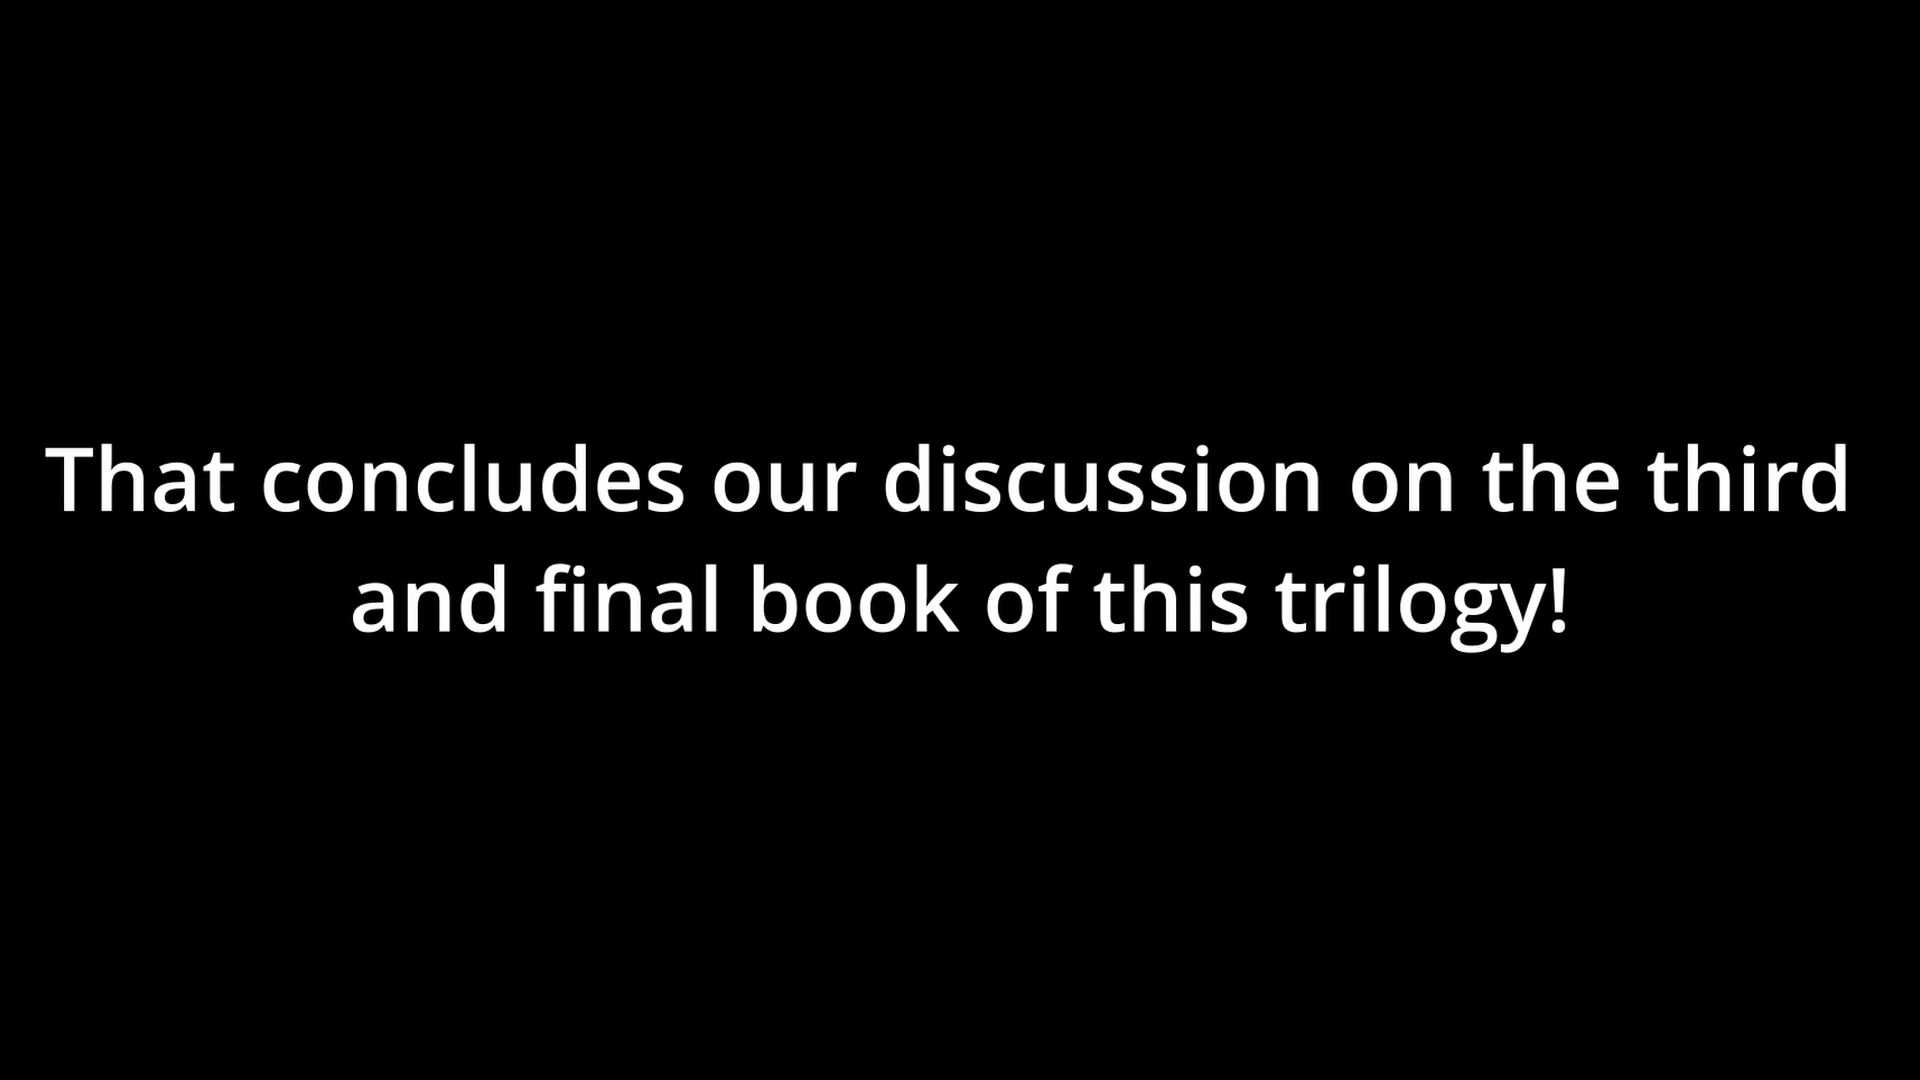 That concludes our discussion on the third
and final book of this trilogy!